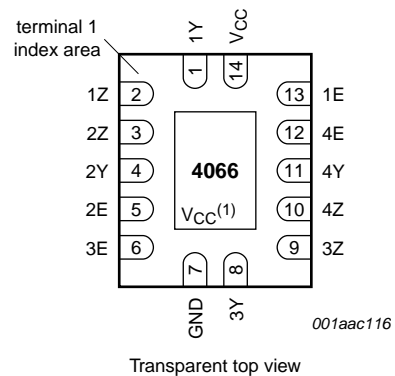 terminal 1
index area
1Y
VCC
1
14
1Z 2
13 1E
2Z 3
12 4E
2Y 4
4066
11 4Y
2E 5
VCC(1)
10 4Z
3E 6
9 3Z
7
8
GND
3Y
001aac116
Transparent top view